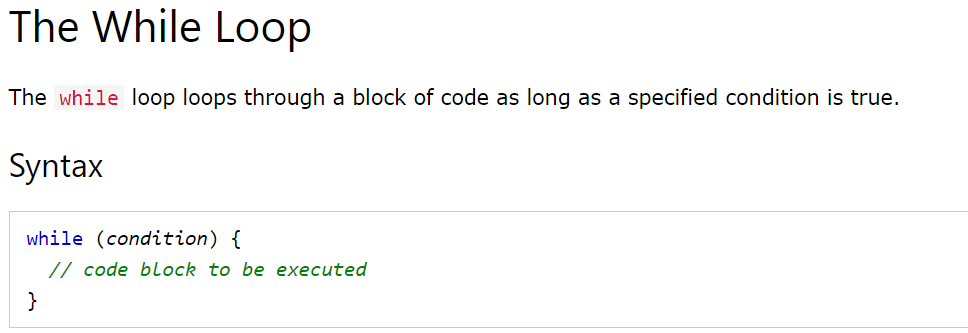 The While Loop
The while loop loops through a block of code as long as a specified condition is true.
Syntax
while (condition) {
  // code block to be executed
}